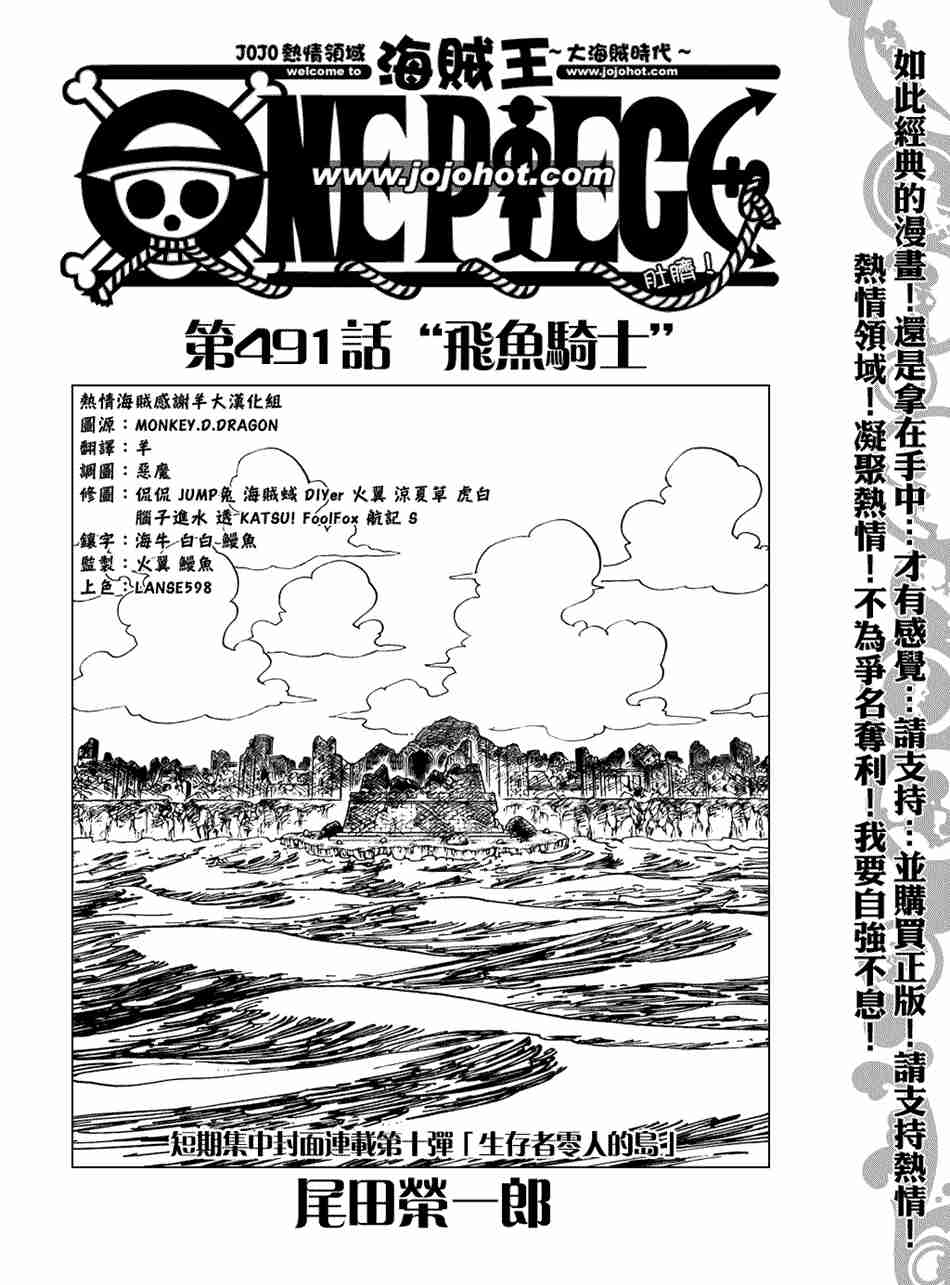 JOJO 熱情領域 海賊王 ~大海賊時代~
welcome to www.jojohot.com
ONE PIECE
www.jojohot.com
肚臍！
第491話 “飛魚騎士”
熱情海賊感謝羊大漢化組
圖源：MONKEY.D.DRAGON
翻譯：羊
調圖：惡魔
修圖：侃侃 JUMP兔 海賊蛾 DIYer 火翼 涼夏草 虎白
腦子進水 透 KATSU! FoolFox 航記 S
鑲字：海牛 白白 鰻魚
監製：火翼 鰻魚
上色：LANSE598
短期集中封面連載第十彈「生存者零人的島」
尾田榮一郎
如此經典的漫畫！還是拿在手中…才有感覺…請支持…並購買正版！請支持熱情！
熱情領域！凝聚熱情！不為爭名奪利！我要自強不息！